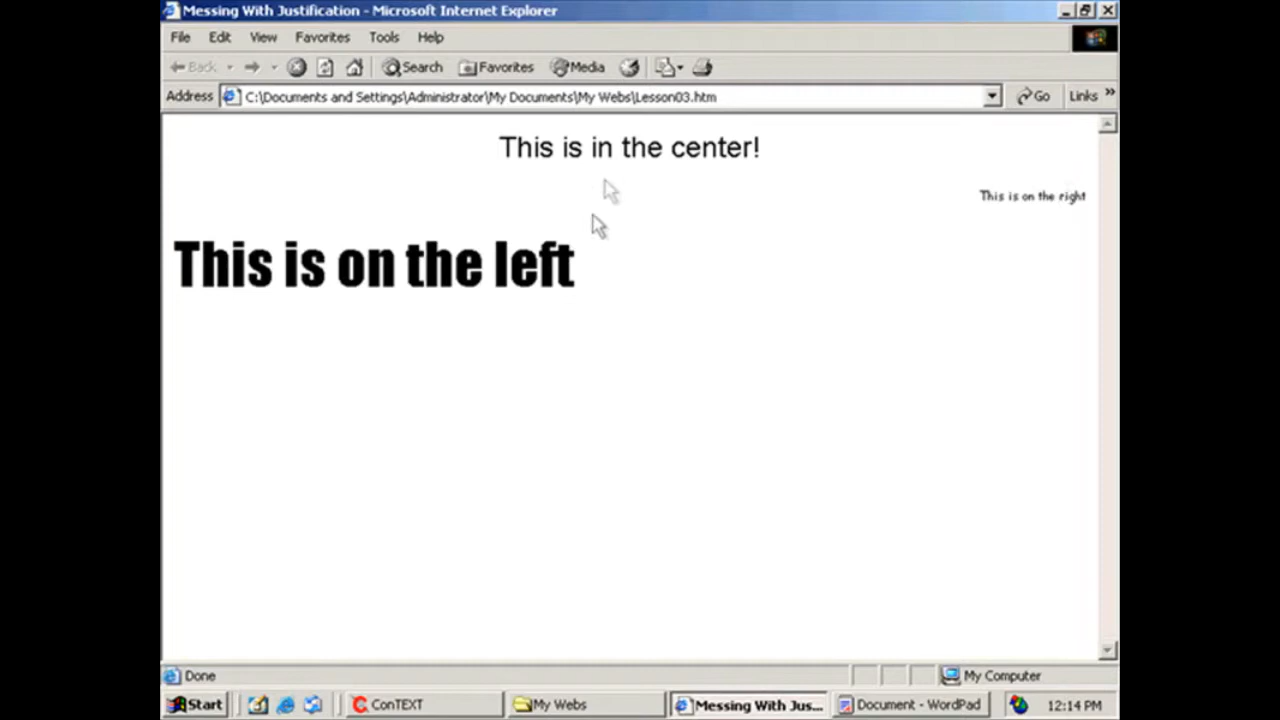 Messing With Justification - Microsoft Internet Explorer
File Edit View Favorites Tools Help
Back Search Favorites Media
Address C:\Documents and Settings\Administrator\My Documents\My Webs\Lesson03.htm Go Links »
This is in the center!
This is on the right
This is on the left
Done My Computer
Start ConTEXT My Webs Messing With Jus... Document - WordPad 12:14 PM